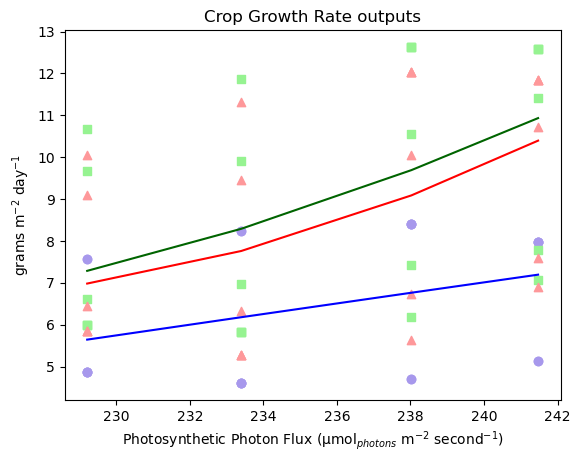 Crop Growth Rate outputs
grams m⁻² day⁻¹
13
12
11
10
9
8
7
6
5
230 232 234 236 238 240 242
Photosynthetic Photon Flux (μmol_photons m⁻² second⁻¹)